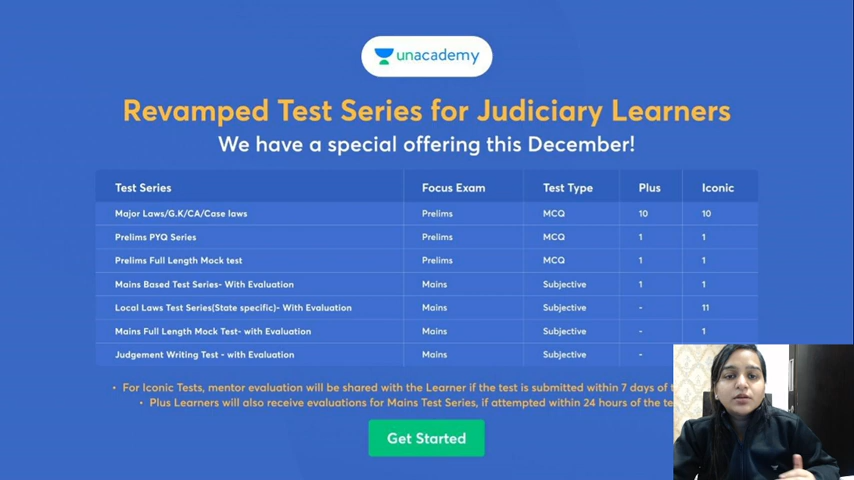 unacademy
Revamped Test Series for Judiciary Learners
We have a special offering this December!
Test Series Focus Exam Test Type Plus Iconic
Major Laws/G.K/CA/Case laws Prelims MCQ 10 10
Prelims PYQ Series Prelims MCQ 1 1
Prelims Full Length Mock test Prelims MCQ 1 1
Mains Based Test Series- With Evaluation Mains Subjective 1 1
Local Laws Test Series(State specific)- With Evaluation Mains Subjective - 11
Mains Full Length Mock Test- with Evaluation Mains Subjective - 1
Judgement Writing Test - with Evaluation Mains Subjective -
• For Iconic Tests, mentor evaluation will be shared with the Learner if the test is submitted within 7 days of
• Plus Learners will also receive evaluations for Mains Test Series, if attempted within 24 hours of the
Get Started